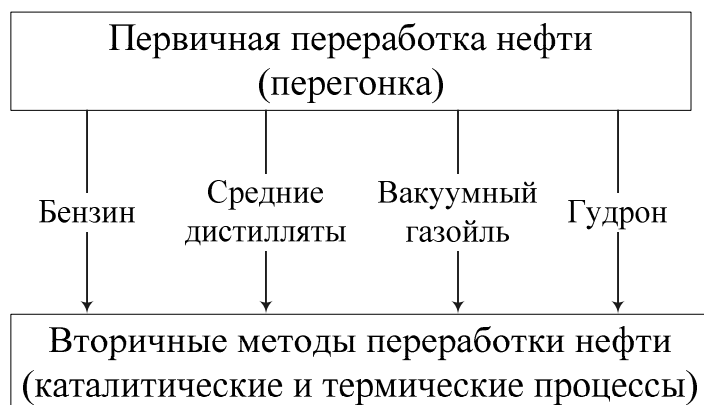 Первичная переработка нефти
(перегонка)
Бензин
Средние
дистилляты
Вакуумный
газойль
Гудрон
Вторичные методы переработки нефти
(каталитические и термические процессы)